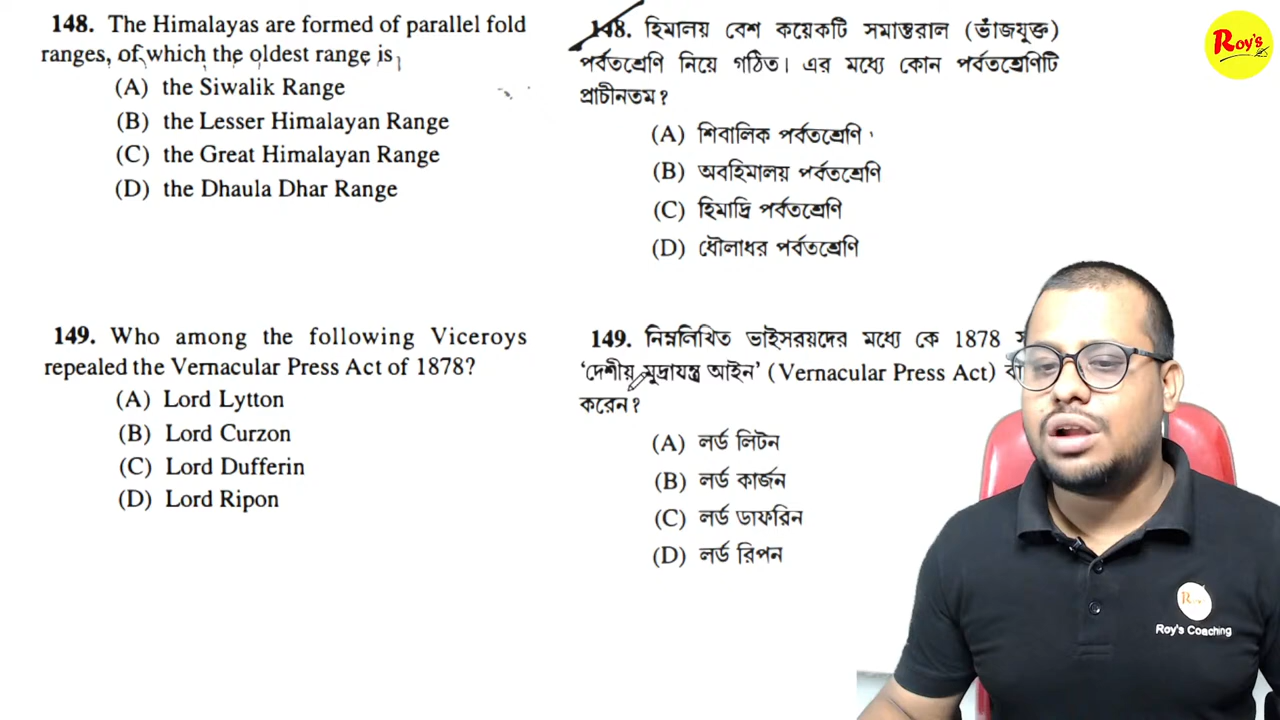 148. The Himalayas are formed of parallel fold
ranges, of which the oldest range is
(A) the Siwalik Range
(B) the Lesser Himalayan Range
(C) the Great Himalayan Range
(D) the Dhaula Dhar Range
149. Who among the following Viceroys
repealed the Vernacular Press Act of 1878?
(A) Lord Lytton
(B) Lord Curzon
(C) Lord Dufferin
(D) Lord Ripon
148. হিমালয় বেশ কয়েকটি সমান্তরাল (ভাঁজযুক্ত)
পর্বতশ্রেণি নিয়ে গঠিত। এর মধ্যে কোন পর্বতশ্রেণিটি
প্রাচীনতম?
(A) শিবালিক পর্বতশ্রেণি
(B) অবহিমালয় পর্বতশ্রেণি
(C) হিমাদ্রি পর্বতশ্রেণি
(D) ধৌলাধর পর্বতশ্রেণি
149. নিম্নলিখিত ভাইসরয়দের মধ্যে কে 1878
‘দেশীয় মুদ্রাযন্ত্র আইন’ (Vernacular Press Act)
করেন?
(A) লর্ড লিটন
(B) লর্ড কার্জন
(C) লর্ড ডাফরিন
(D) লর্ড রিপন
Roy's
Roy's Coaching